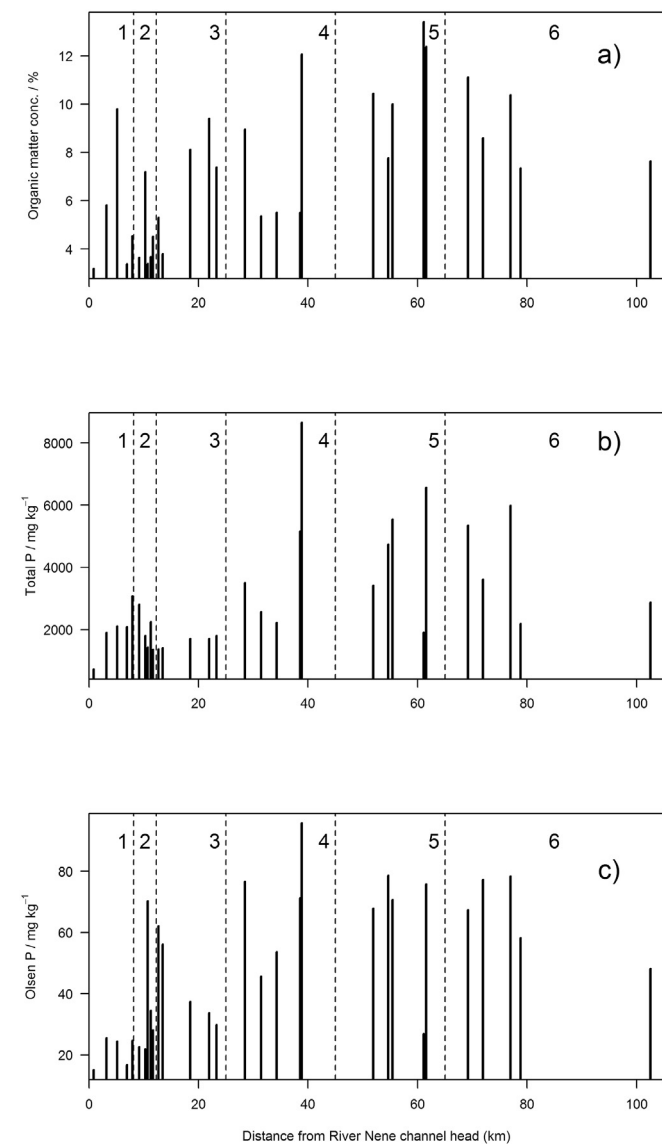 1 2 3 4 5 6
a)
12
10
8
6
4
Organic matter conc. / %
0 20 40 60 80 100
1 2 3 4 5 6
b)
8000
6000
4000
2000
Total P / mg kg⁻¹
0 20 40 60 80 100
1 2 3 4 5 6
c)
80
60
40
20
Olsen P / mg kg⁻¹
0 20 40 60 80 100
Distance from River Nene channel head (km)